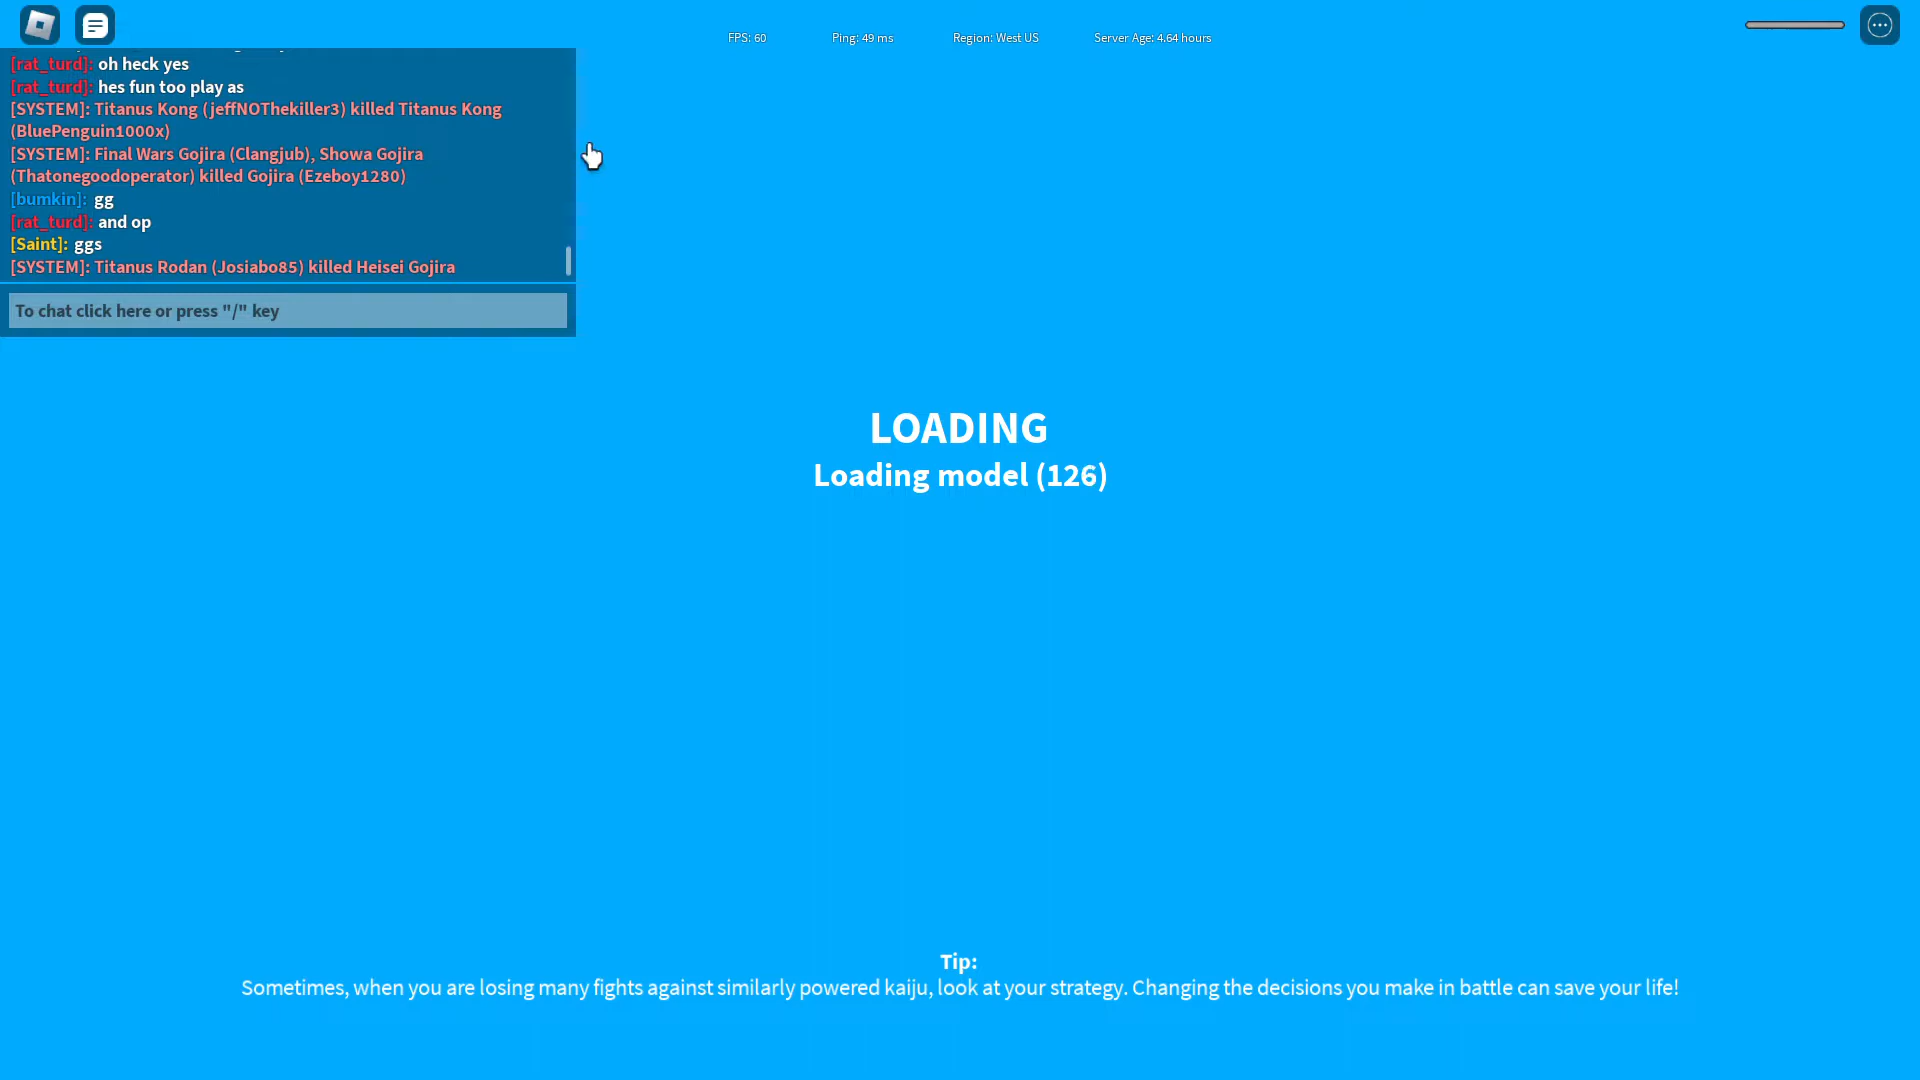 FPS: 60
Ping: 49 ms
Region: West US
Server Age: 4.64 hours
[rat_turd]: oh heck yes
[rat_turd]: hes fun too play as
[SYSTEM]: Titanus Kong (jeffNOThekiller3) killed Titanus Kong
(BluePenguin1000x)
[SYSTEM]: Final Wars Gojira (Clangjub), Showa Gojira
(Thatonegoodoperator) killed Gojira (Ezeboy1280)
[bumkin]: gg
[rat_turd]: and op
[Saint]: ggs
[SYSTEM]: Titanus Rodan (Josiabo85) killed Heisei Gojira
To chat click here or press "/" key
LOADING
Loading model (126)
Tip:
Sometimes, when you are losing many fights against similarly powered kaiju, look at your strategy. Changing the decisions you make in battle can save your life!